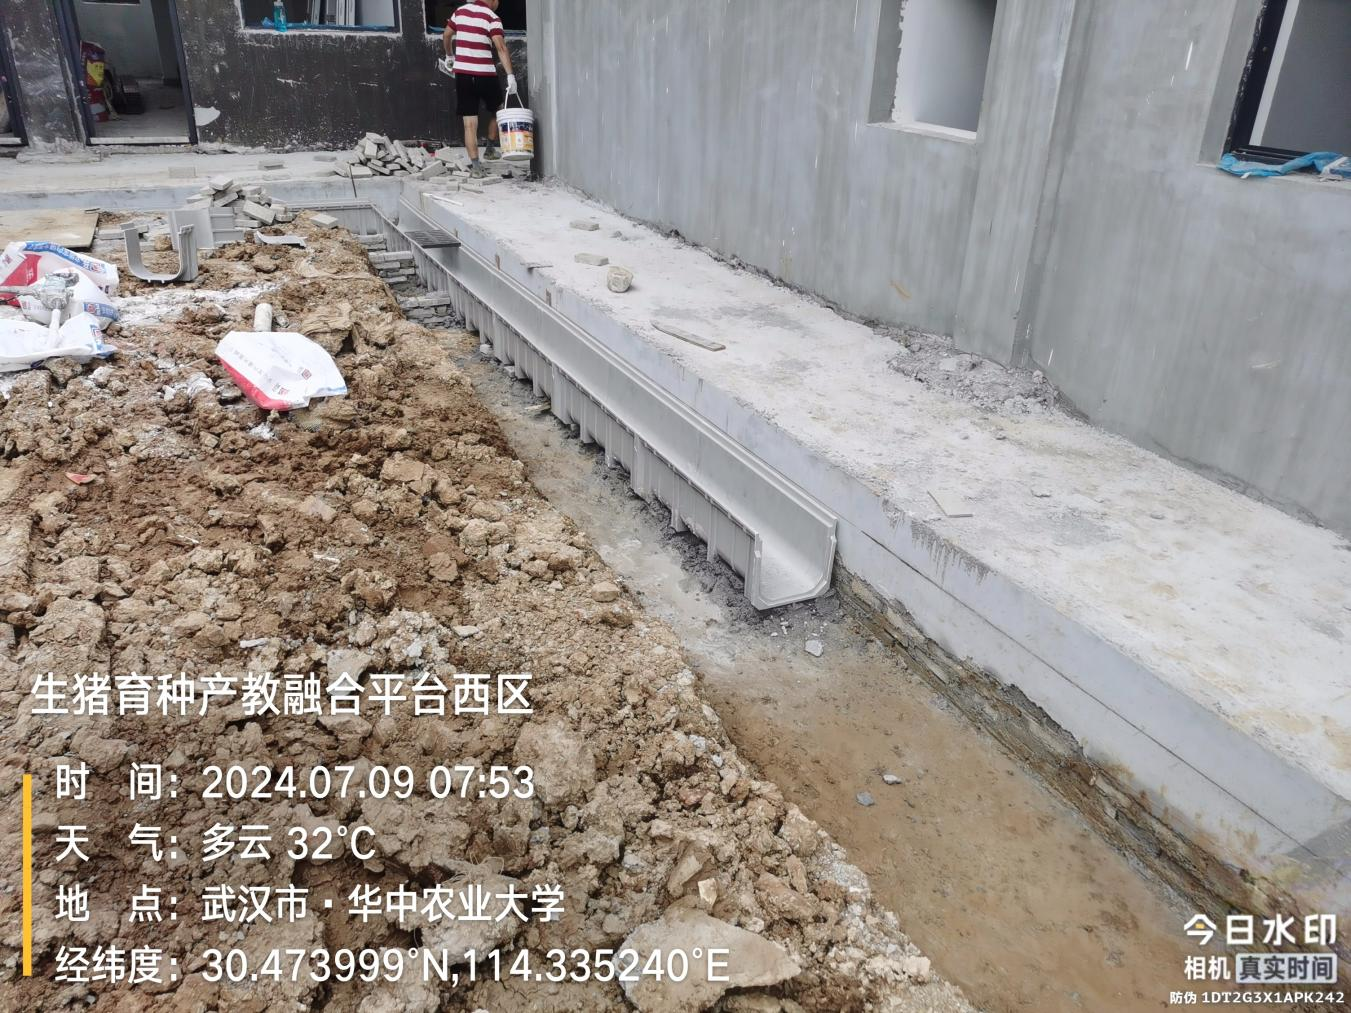 生猪育种产教融合平台西区
时 间：2024.07.09 07:53
天 气：多云 32℃
地 点：武汉市·华中农业大学
经纬度：30.473999°N,114.335240°E
今日水印
相机 真实时间
防伪 1DT2G3X1APK242